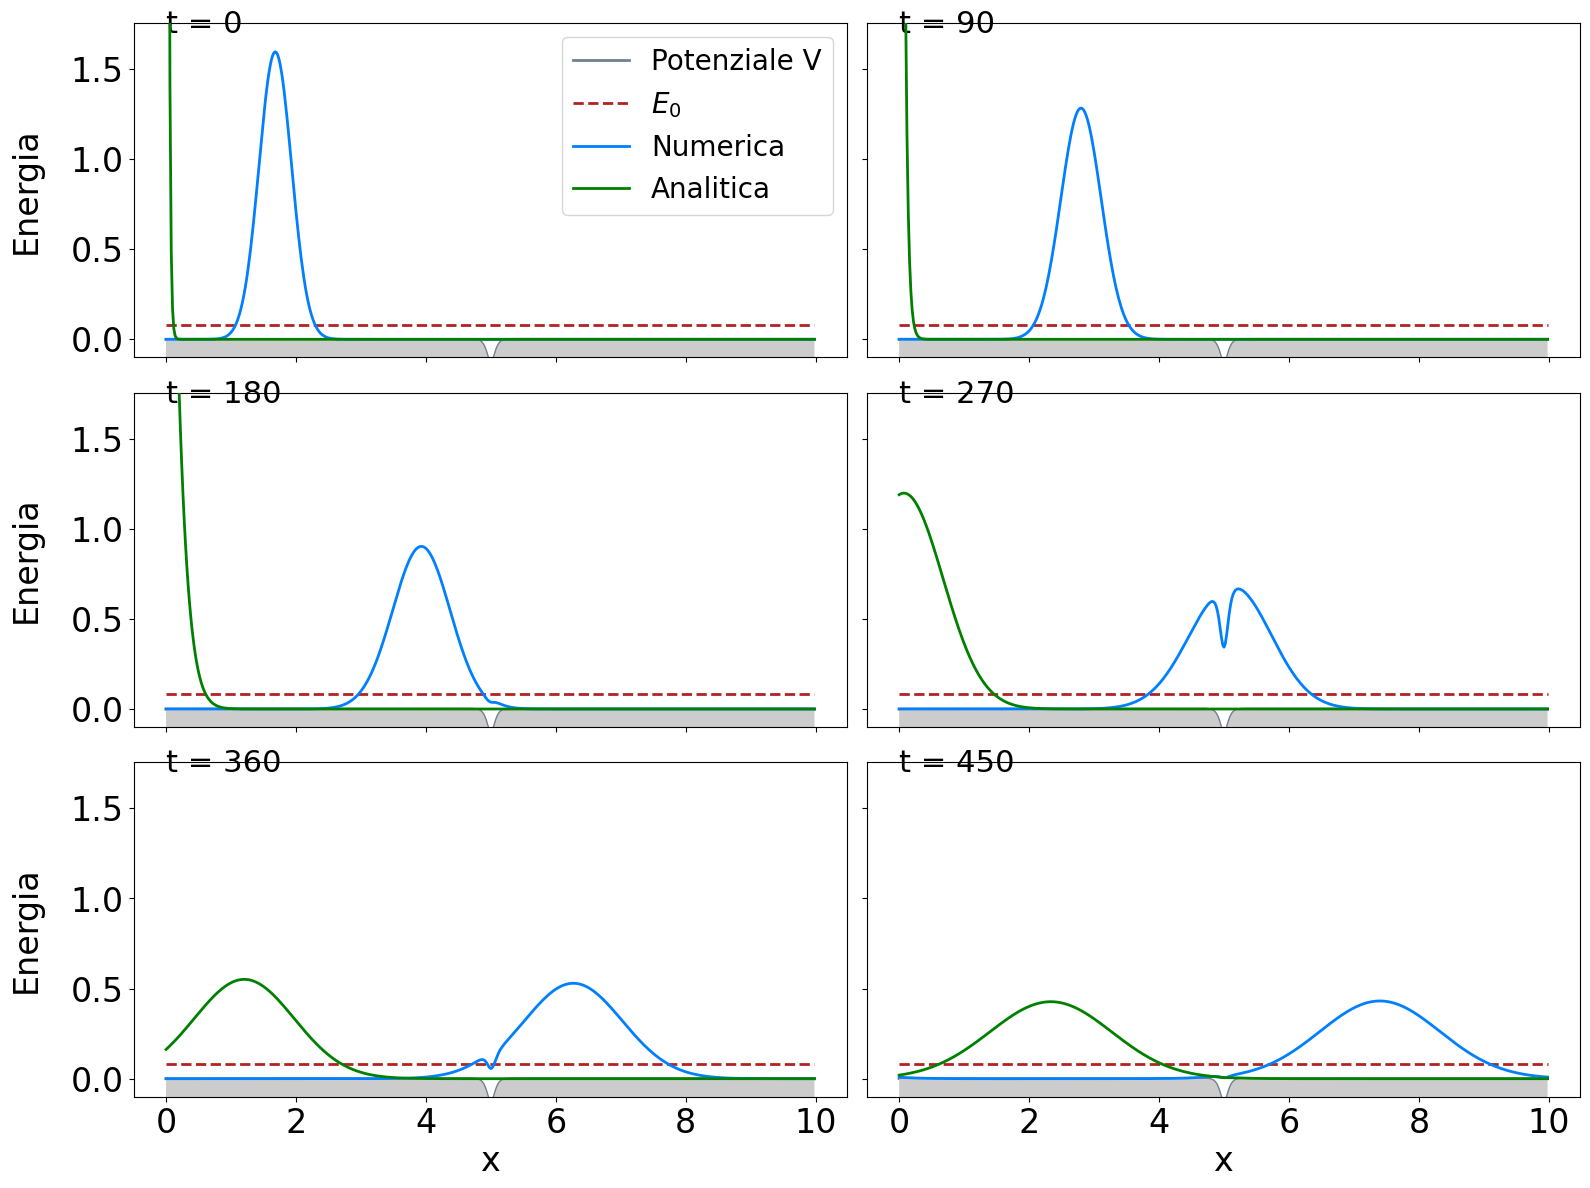 t = 0
1.5
1.0
0.5
0.0
Energia
Potenziale V
E₀
Numerica
Analitica
t = 90
t = 180
1.5
1.0
0.5
0.0
Energia
t = 270
t = 360
1.5
1.0
0.5
0.0
Energia
0 2 4 6 8 10
x
t = 450
0 2 4 6 8 10
x